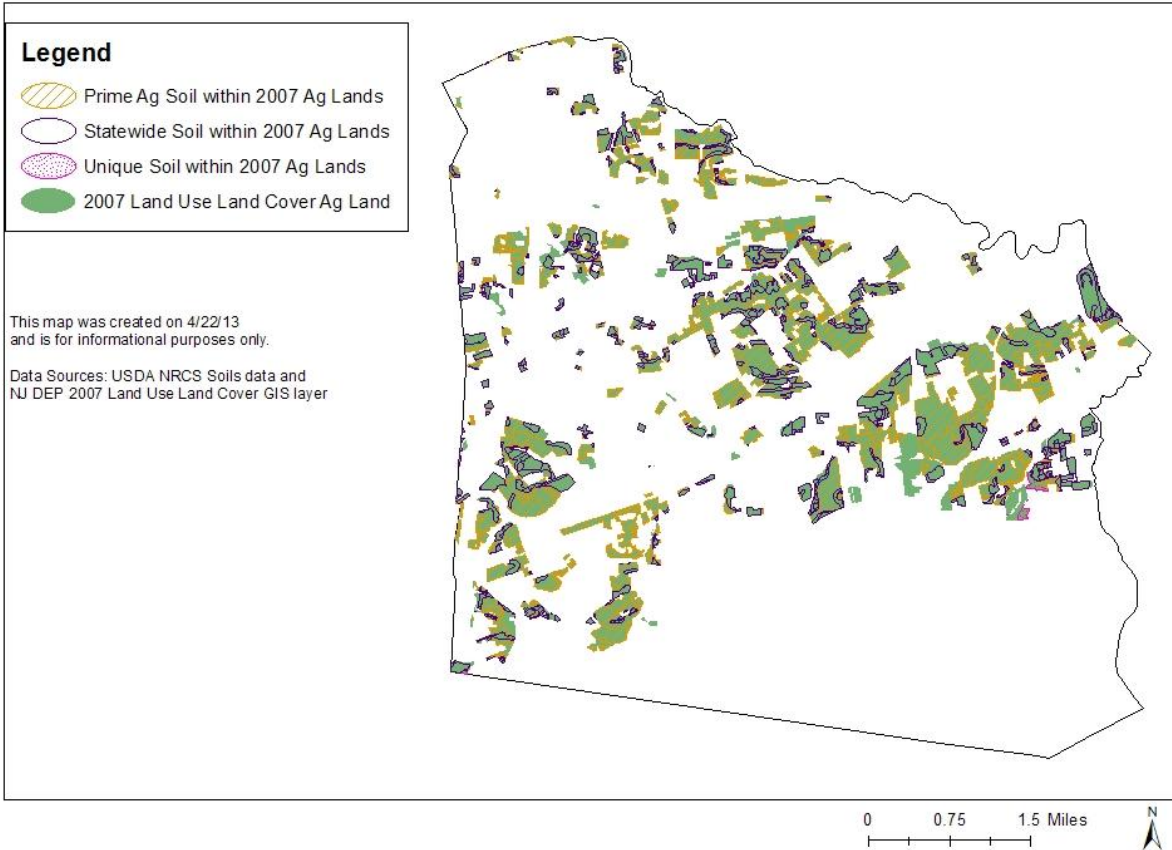 Legend
Prime Ag Soil within 2007 Ag Lands
Statewide Soil within 2007 Ag Lands
Unique Soil within 2007 Ag Lands
2007 Land Use Land Cover Ag Land
This map was created on 4/22/13
and is for informational purposes only.
Data Sources: USDA NRCS Soils data and
NJ DEP 2007 Land Use Land Cover GIS layer
0 0.75 1.5 Miles
N